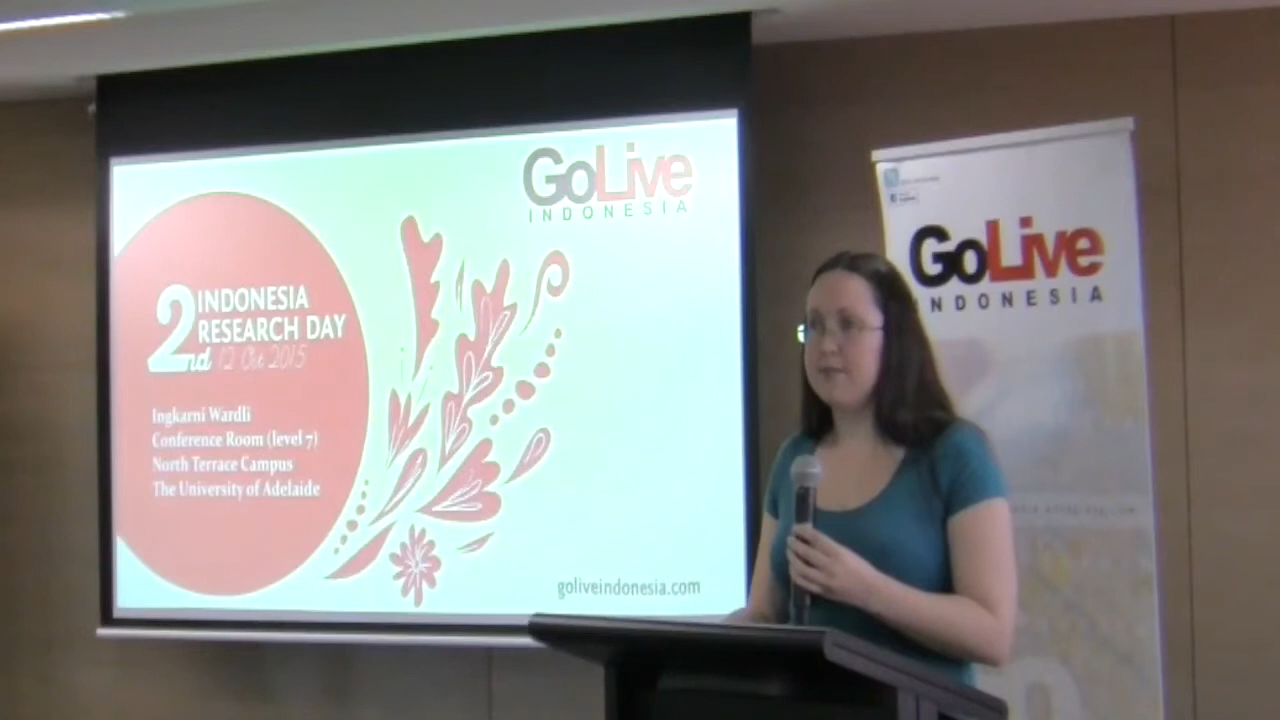 GoLive
INDONESIA
2nd
INDONESIA
RESEARCH DAY
12 Oct 2015
Ingkarni Wardli
Conference Room (level 7)
North Terrace Campus
The University of Adelaide
goliveindonesia.com
GoLive
INDONESIA